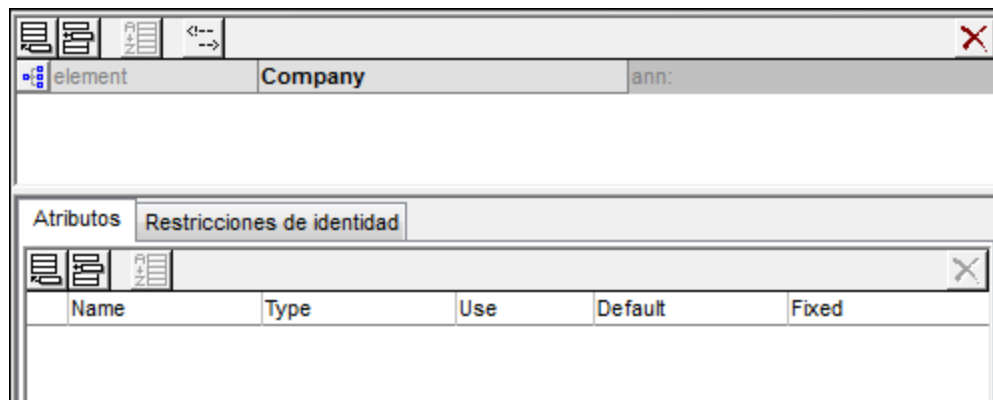 <!-- -->
element Company ann:
Atributos Restricciones de identidad
Name Type Use Default Fixed